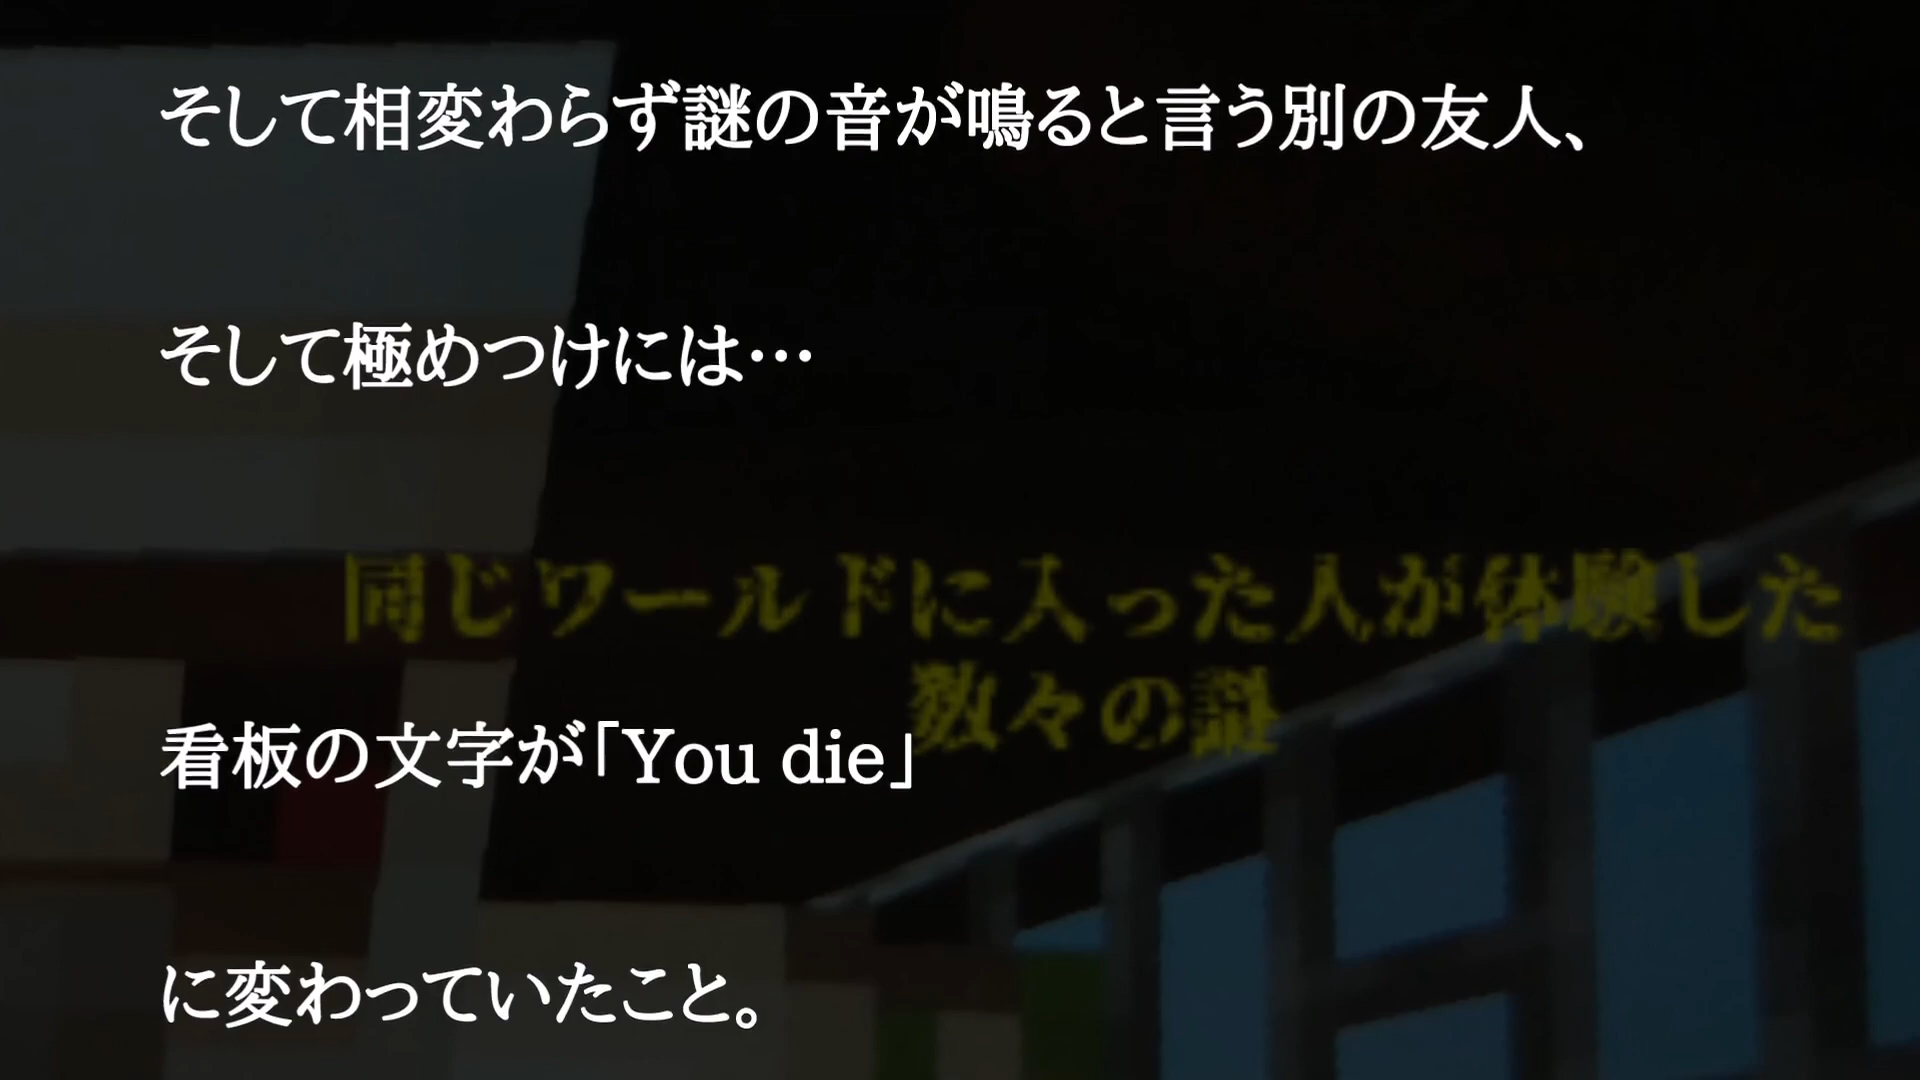 そして相変わらず謎の音が鳴ると言う別の友人、
そして極めつけには…
同じワールドに入った人が体験した
数々の謎
看板の文字が「You die」
に変わっていたこと。